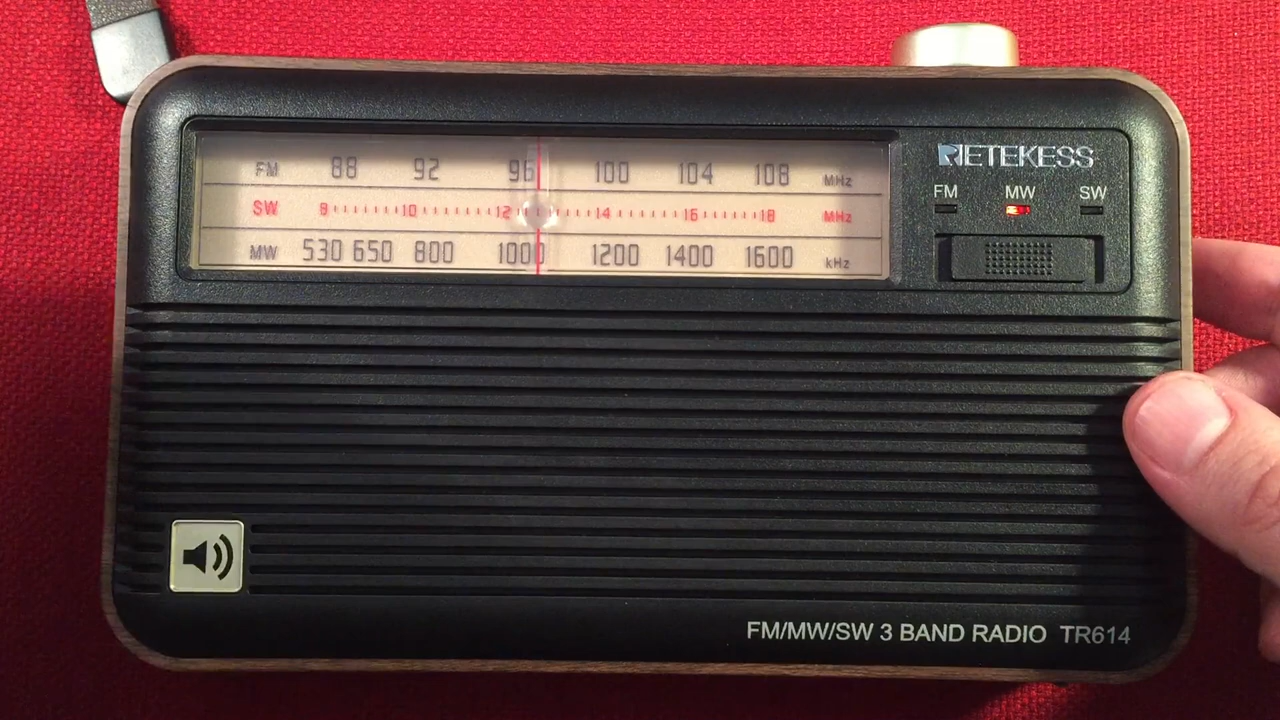 RETEKESS
FM 88 92 96 100 104 108 MHz
FM MW SW
SW 9 10 12 14 16 18 MHz
MW 530 650 800 1000 1200 1400 1600 kHz
FM/MW/SW 3 BAND RADIO TR614